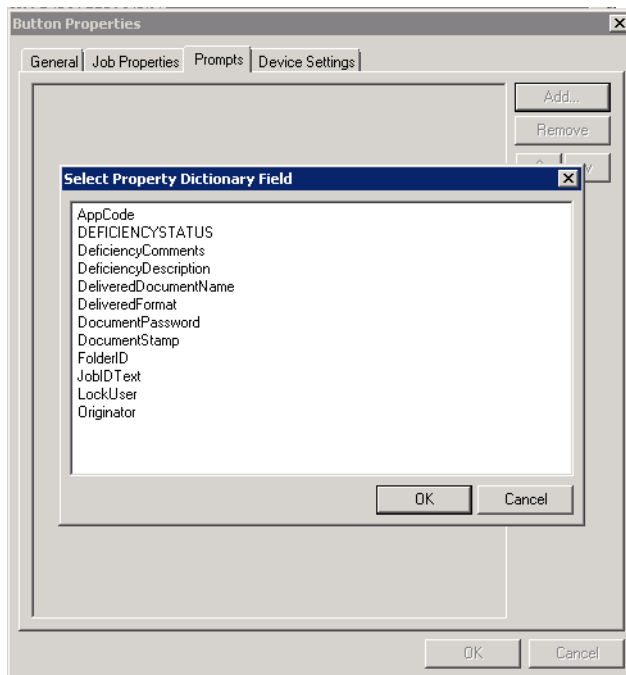 Button Properties
General Job Properties Prompts Device Settings
Add...
Remove
Select Property Dictionary Field
AppCode
DEFICIENCYSTATUS
DeficiencyComments
DeficiencyDescription
DeliveredDocumentName
DeliveredFormat
DocumentPassword
DocumentStamp
FolderID
JobIDText
LockUser
Originator
OK Cancel
OK Cancel